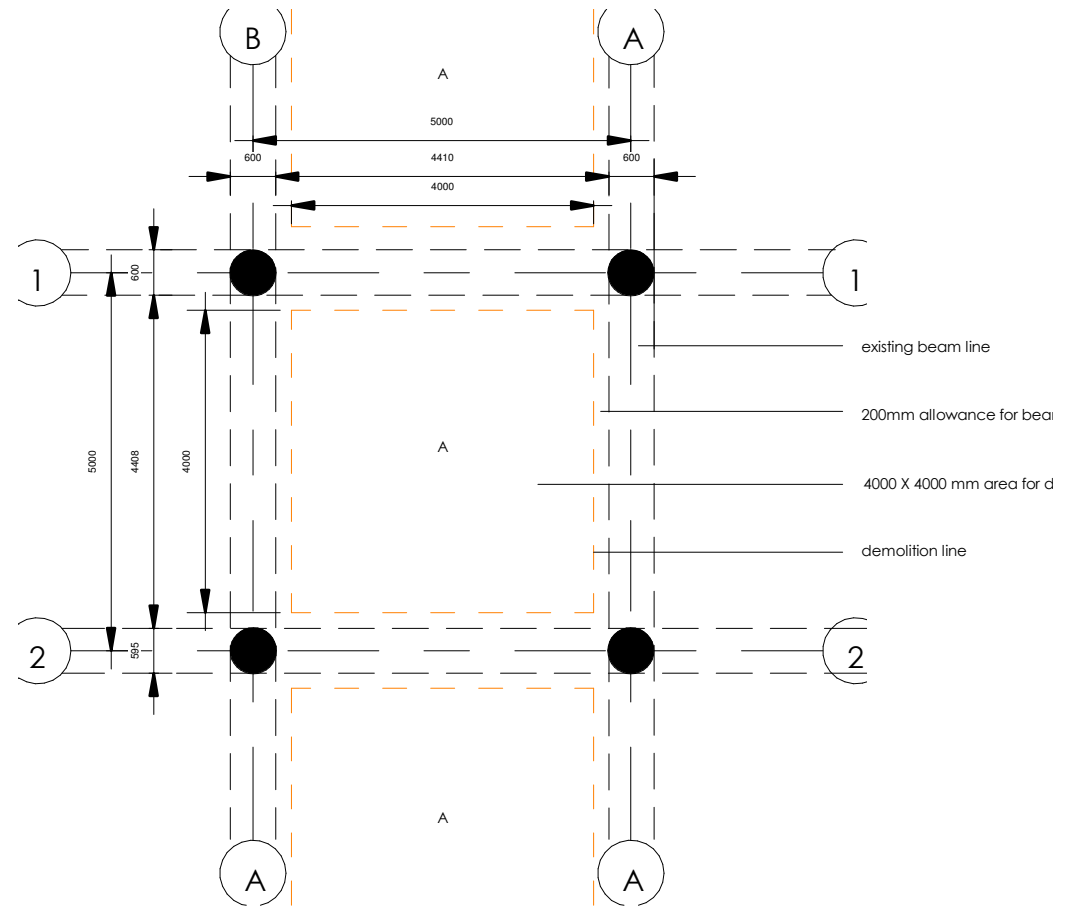 B
A
A
5000
600
4410
600
4000
1
600
1
existing beam line
200mm allowance for bea
A
5000
4408
4000
4000 X 4000 mm area for d
demolition line
2
595
2
A
A
A